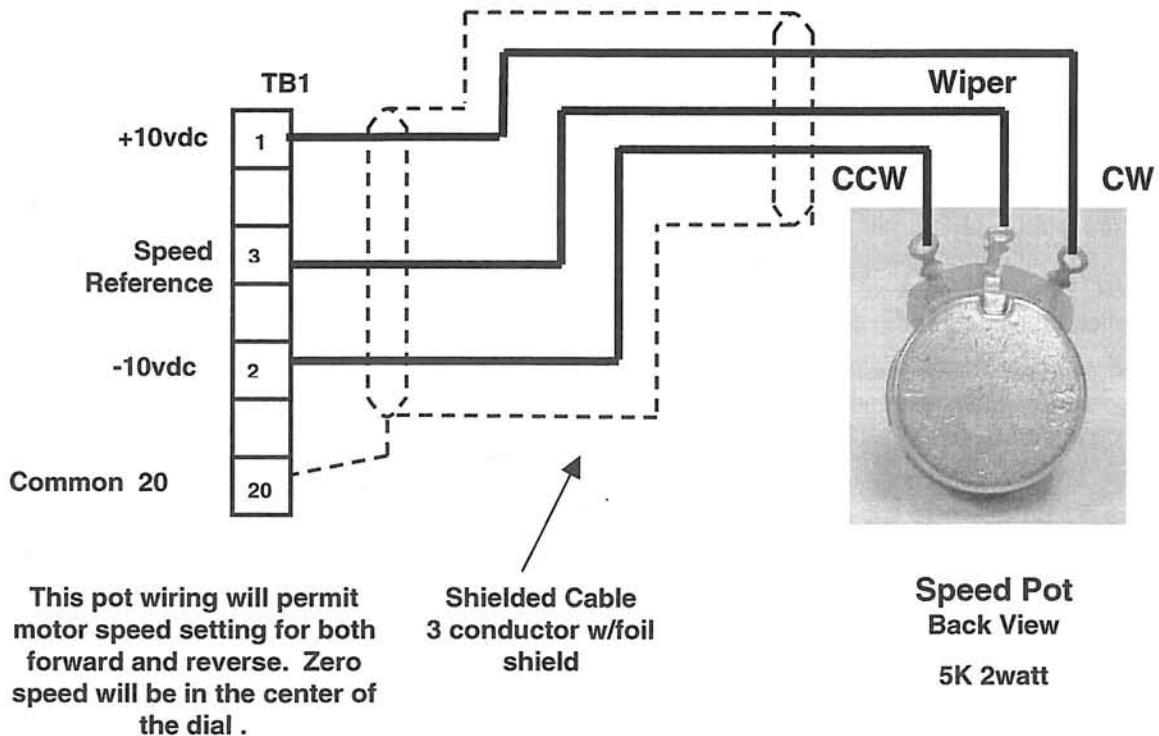 TB1
+10vdc
1
Wiper
CCW
CW
Speed
Reference
3
-10vdc
2
Common 20
20
This pot wiring will permit
motor speed setting for both
forward and reverse. Zero
speed will be in the center of
the dial .
Shielded Cable
3 conductor w/foil
shield
Speed Pot
Back View
5K 2watt